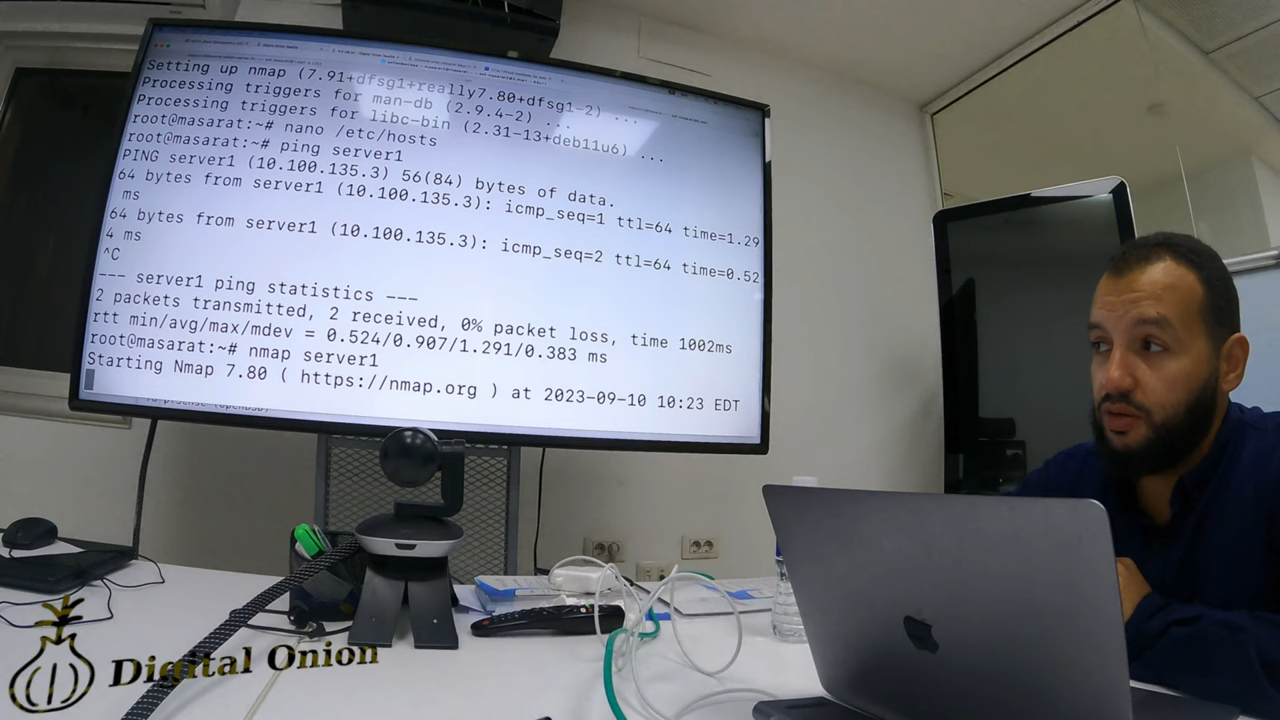 Setting up nmap (7.91+dfsg1+really7.80+dfsg1-2) ...
Processing triggers for man-db (2.9.4-2) ...
Processing triggers for libc-bin (2.31-13+deb11u6) ...
root@masarat:~# nano /etc/hosts
root@masarat:~# ping server1
PING server1 (10.100.135.3) 56(84) bytes of data.
64 bytes from server1 (10.100.135.3): icmp_seq=1 ttl=64 time=1.29
ms
64 bytes from server1 (10.100.135.3): icmp_seq=2 ttl=64 time=0.52
4 ms
^C
--- server1 ping statistics ---
2 packets transmitted, 2 received, 0% packet loss, time 1002ms
rtt min/avg/max/mdev = 0.524/0.907/1.291/0.383 ms
root@masarat:~# nmap server1
Starting Nmap 7.80 ( https://nmap.org ) at 2023-09-10 10:23 EDT
Digital Onion